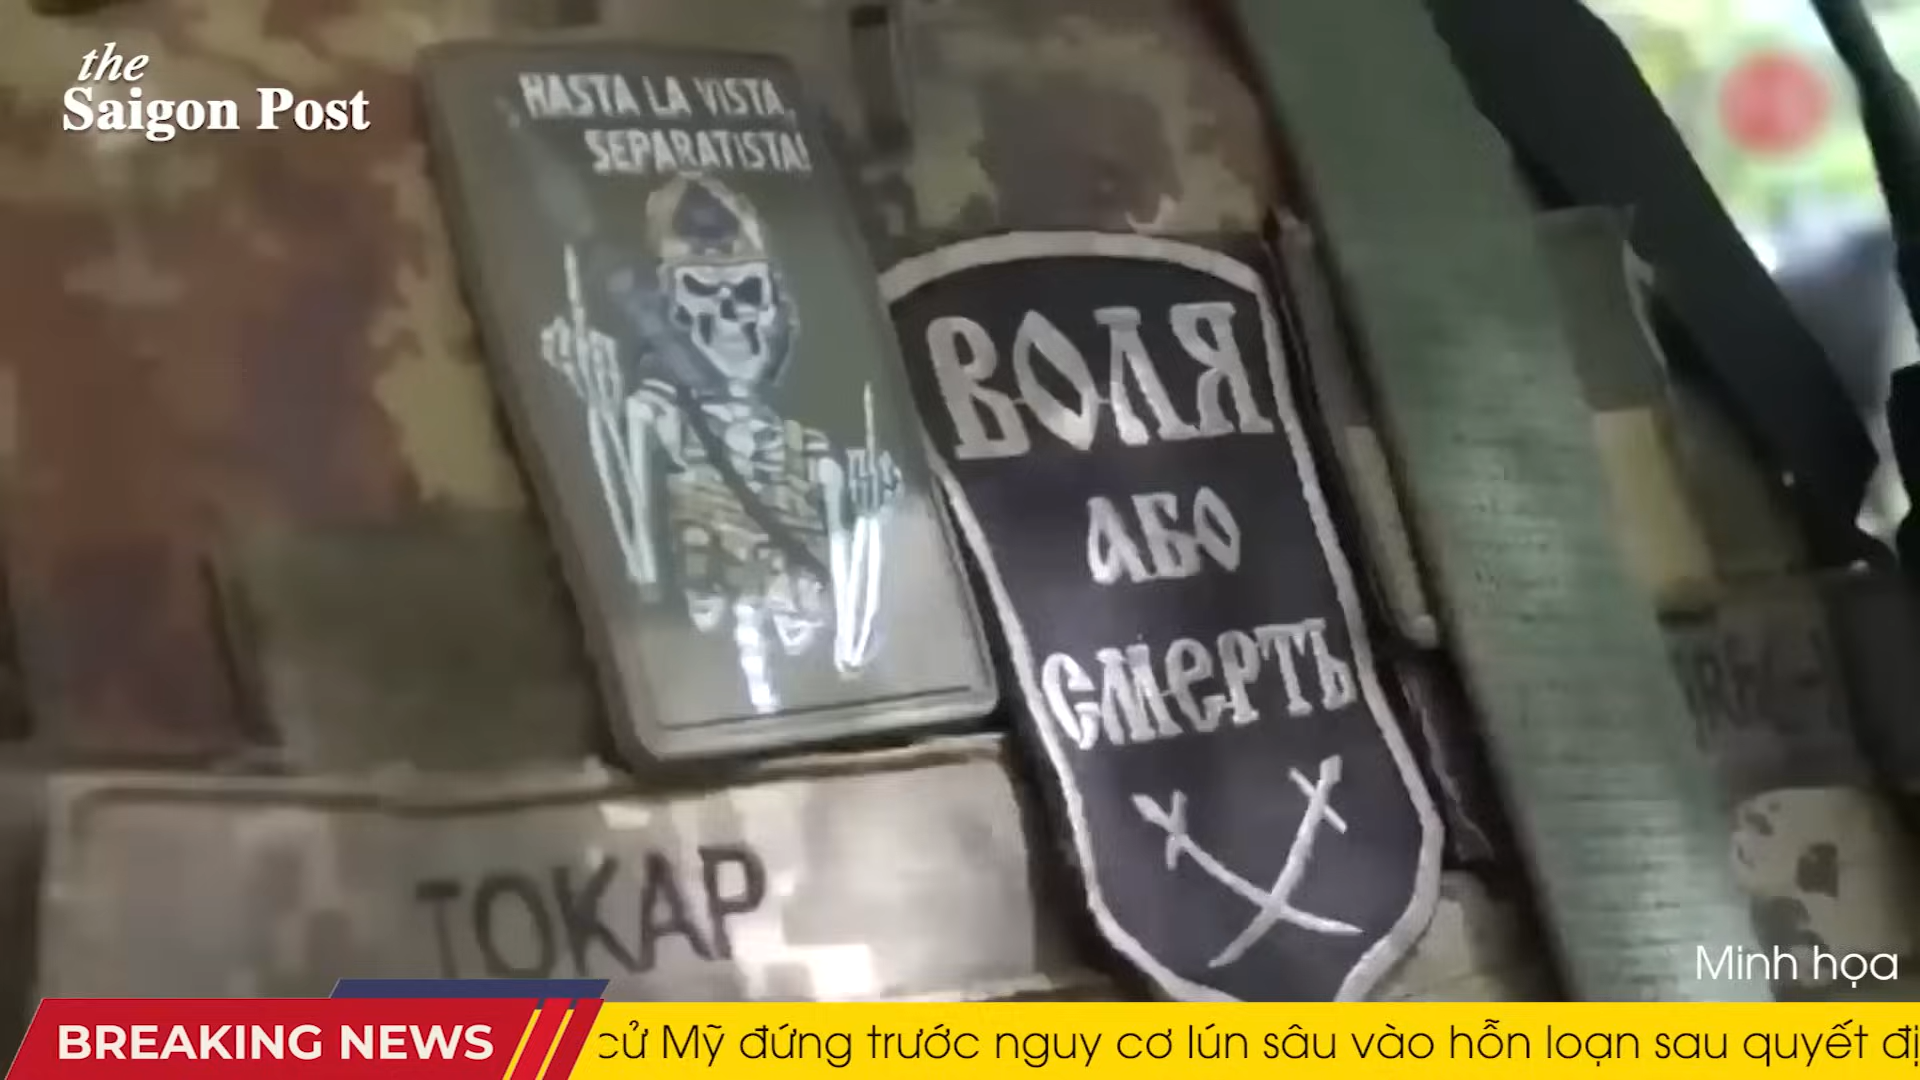 the
Saigon Post
HASTA LA VISTA,
SEPARATISTA!
ВОЛЯ
АБО
СМЕРТЬ
ТОКАР
Minh họa
BREAKING NEWS
cử Mỹ đứng trước nguy cơ lún sâu vào hỗn loạn sau quyết đị